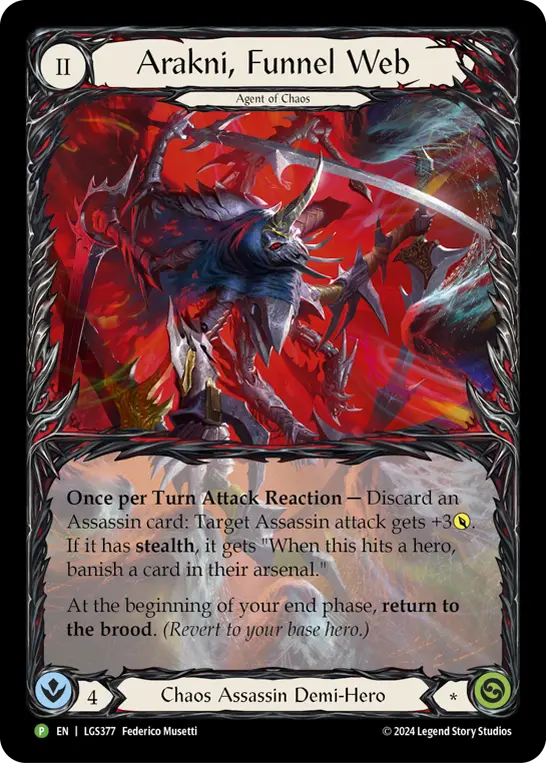 II
Arakni, Funnel Web
Agent of Chaos
Once per Turn Attack Reaction — Discard an
Assassin card: Target Assassin attack gets +3.
If it has stealth, it gets "When this hits a hero,
banish a card in their arsenal."
At the beginning of your end phase, return to
the brood. (Revert to your base hero.)
4
Chaos Assassin Demi-Hero
*
P EN | LGS377 Federico Musetti
© 2024 Legend Story Studios